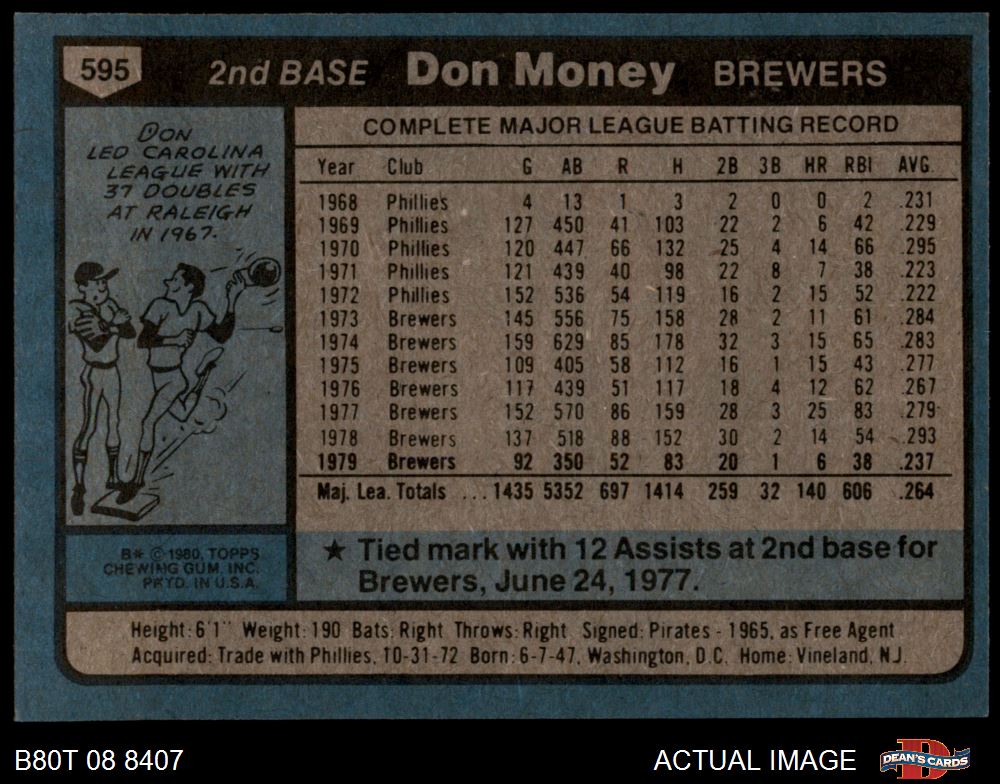 595 2nd BASE Don Money BREWERS
DON
LED CAROLINA
LEAGUE WITH
37 DOUBLES
AT RALEIGH
IN 1967.
B* © 1980, TOPPS
CHEWING GUM, INC.
PRTD. IN U.S.A.
COMPLETE MAJOR LEAGUE BATTING RECORD
Year Club G AB R H 2B 3B HR RBI AVG.
1968 Phillies 4 13 1 3 2 0 0 2 .231
1969 Phillies 127 450 41 103 22 2 6 42 .229
1970 Phillies 120 447 66 132 25 4 14 66 .295
1971 Phillies 121 439 40 98 22 8 7 38 .223
1972 Phillies 152 536 54 119 16 2 15 52 .222
1973 Brewers 145 556 75 158 28 2 11 61 .284
1974 Brewers 159 629 85 178 32 3 15 65 .283
1975 Brewers 109 405 58 112 16 1 15 43 .277
1976 Brewers 117 439 51 117 18 4 12 62 .267
1977 Brewers 152 570 86 159 28 3 25 83 .279
1978 Brewers 137 518 88 152 30 2 14 54 .293
1979 Brewers 92 350 52 83 20 1 6 38 .237
Maj. Lea. Totals ... 1435 5352 697 1414 259 32 140 606 .264
★ Tied mark with 12 Assists at 2nd base for
Brewers, June 24, 1977.
Height: 6'1" Weight: 190 Bats: Right Throws: Right Signed: Pirates - 1965, as Free Agent
Acquired: Trade with Phillies, 10-31-72 Born: 6-7-47, Washington, D.C. Home: Vineland, N.J.
B80T 08 8407 ACTUAL IMAGE DEAN'S CARDS